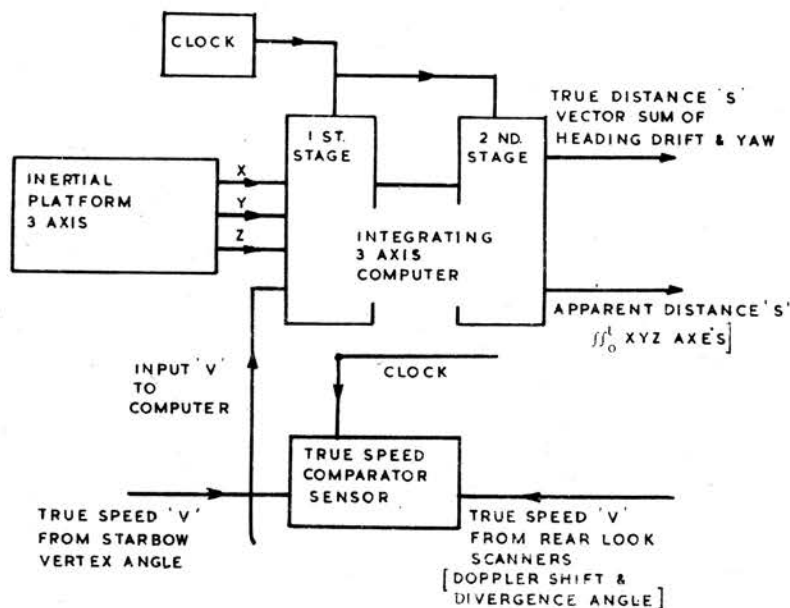 CLOCK
TRUE DISTANCE 'S'
VECTOR SUM OF
HEADING DRIFT & YAW
1 ST.
STAGE
2 ND.
STAGE
INERTIAL
PLATFORM
3 AXIS
X
Y
Z
INTEGRATING
3 AXIS
COMPUTER
APPARENT DISTANCE 'S'
∫∫₀ᵗ XYZ AXE'S]
INPUT 'V'
TO
COMPUTER
CLOCK
TRUE SPEED
COMPARATOR
SENSOR
TRUE SPEED 'V'
FROM STARBOW
VERTEX ANGLE
TRUE SPEED 'V'
FROM REAR LOOK
SCANNERS
[DOPPLER SHIFT &
DIVERGENCE ANGLE]